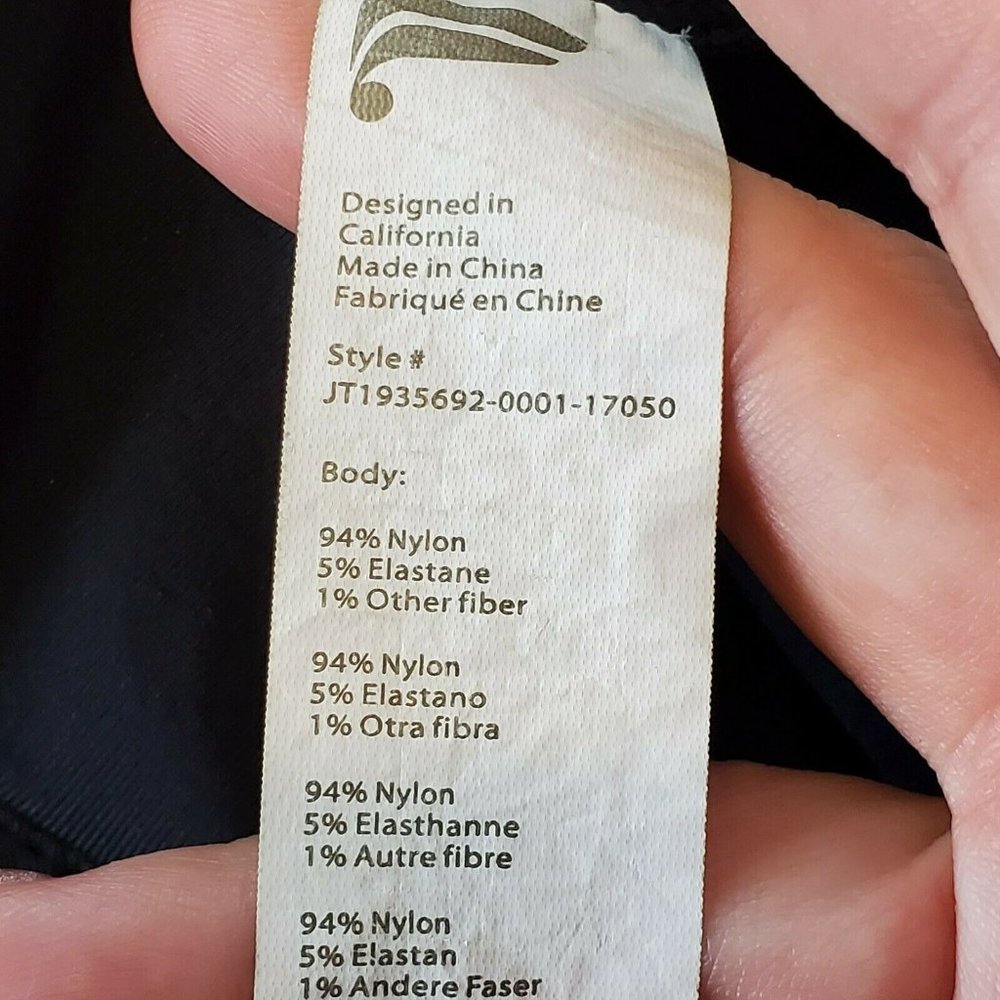 Designed in
California
Made in China
Fabriqué en Chine
Style #
JT1935692-0001-17050
Body:
94% Nylon
5% Elastane
1% Other fiber
94% Nylon
5% Elastano
1% Otra fibra
94% Nylon
5% Elasthanne
1% Autre fibre
94% Nylon
5% Elastan
1% Andere Faser